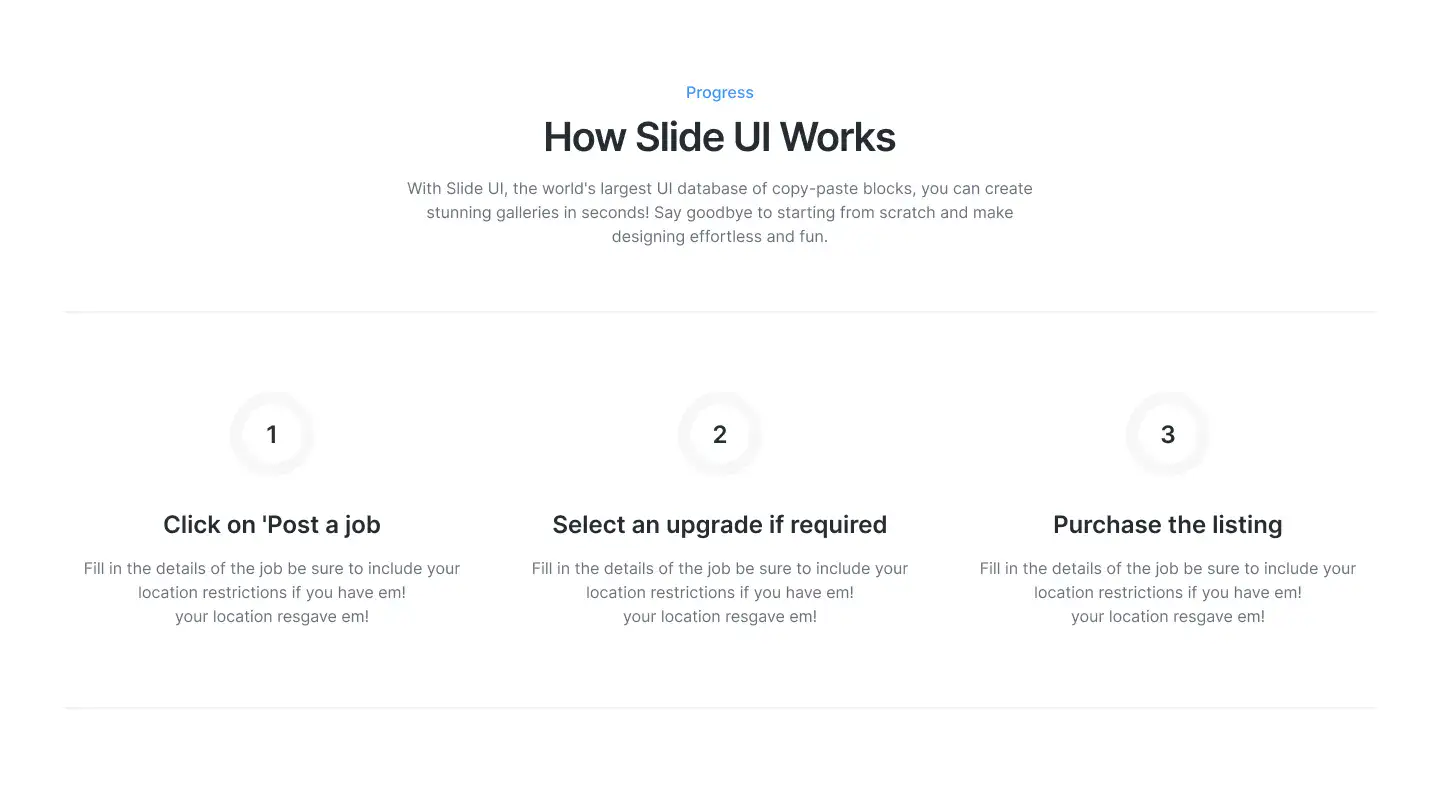 Progress
How Slide UI Works
With Slide UI, the world's largest UI database of copy-paste blocks, you can create
stunning galleries in seconds! Say goodbye to starting from scratch and make
designing effortless and fun.
1
Click on 'Post a job
Fill in the details of the job be sure to include your
location restrictions if you have em!
your location resgave em!
2
Select an upgrade if required
Fill in the details of the job be sure to include your
location restrictions if you have em!
your location resgave em!
3
Purchase the listing
Fill in the details of the job be sure to include your
location restrictions if you have em!
your location resgave em!